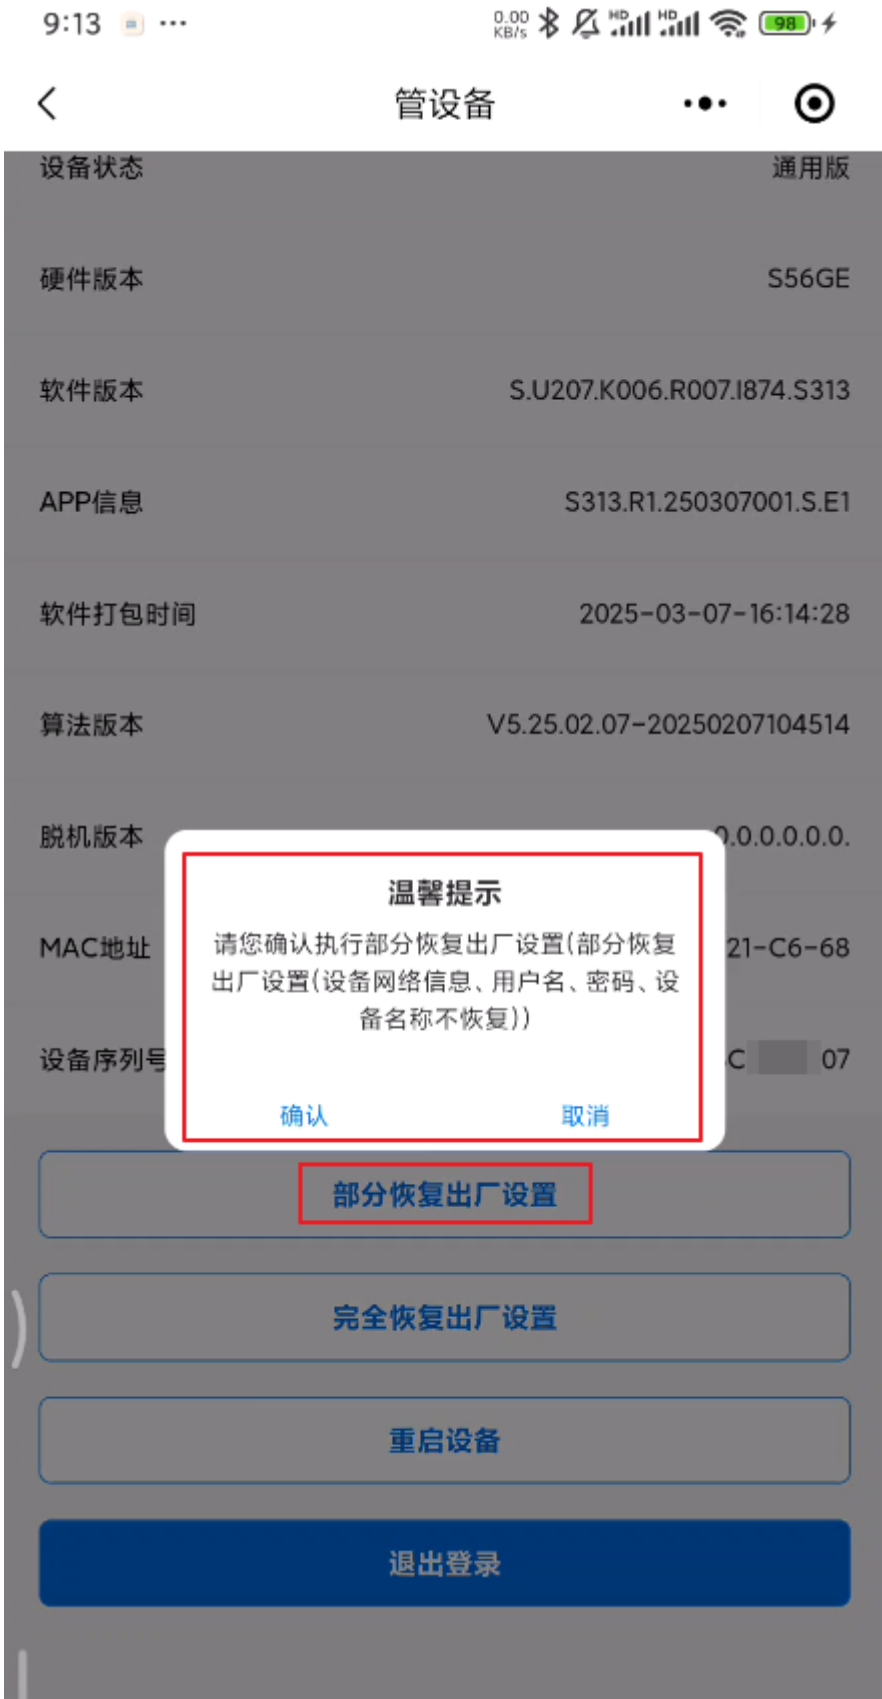 9:13 ... 0.00 KB/s HD HD 98
管设备
设备状态 通用版
硬件版本 S56GE
软件版本 S.U207.K006.R007.I874.S313
APP信息 S313.R1.250307001.S.E1
软件打包时间 2025-03-07-16:14:28
算法版本 V5.25.02.07-20250207104514
脱机版本 0.0.0.0.0.
温馨提示
请您确认执行部分恢复出厂设置(部分恢复
出厂设置(设备网络信息、用户名、密码、设
备名称不恢复))
确认 取消
MAC地址 21-C6-68
设备序列号 C 07
部分恢复出厂设置
完全恢复出厂设置
重启设备
退出登录